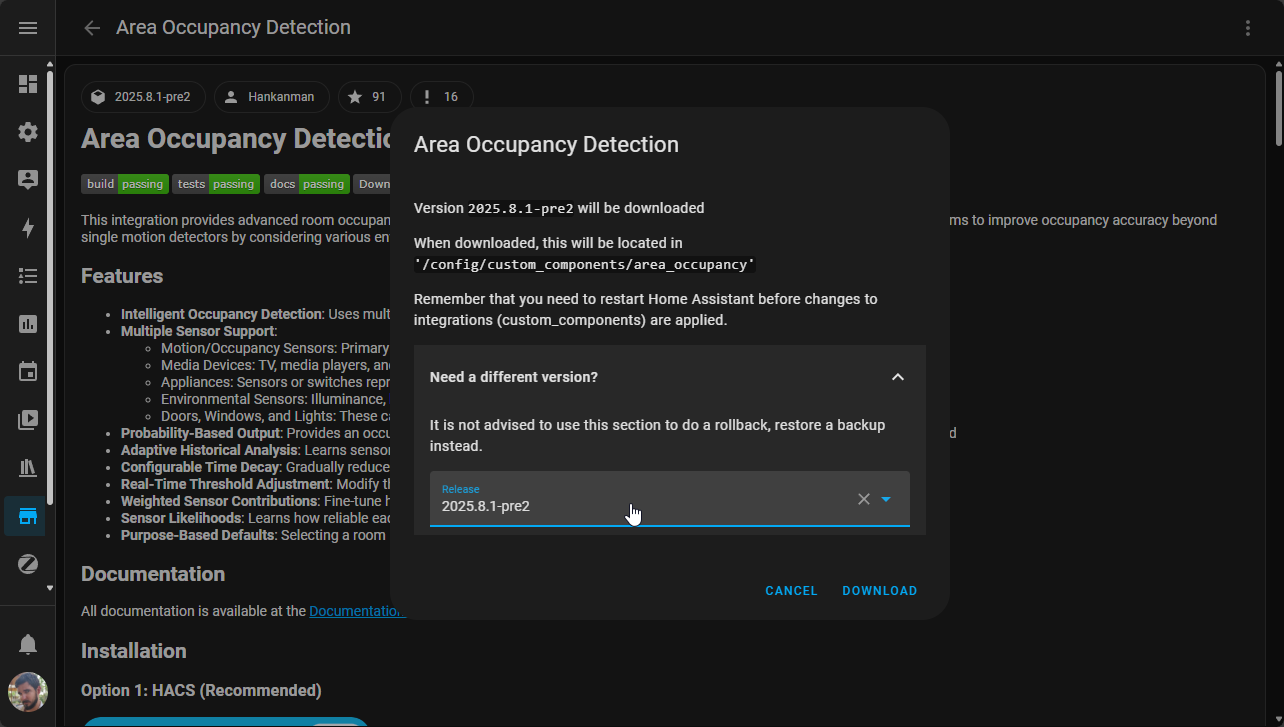 Area Occupancy Detection
2025.8.1-pre2
Hankanman
91
16
Area Occupancy Detectic
build passing tests passing docs passing Down
This integration provides advanced room occupan
ms to improve occupancy accuracy beyond
single motion detectors by considering various en
Features
• Intelligent Occupancy Detection: Uses mult
• Multiple Sensor Support:
◦ Motion/Occupancy Sensors: Primary
◦ Media Devices: TV, media players, and
◦ Appliances: Sensors or switches repr
◦ Environmental Sensors: Illuminance,
◦ Doors, Windows, and Lights: These ca
• Probability-Based Output: Provides an occu
d
• Adaptive Historical Analysis: Learns sensor
• Configurable Time Decay: Gradually reduce
• Real-Time Threshold Adjustment: Modify th
• Weighted Sensor Contributions: Fine-tune h
• Sensor Likelihoods: Learns how reliable eac
• Purpose-Based Defaults: Selecting a room
Documentation
All documentation is available at the Documentation
Installation
Option 1: HACS (Recommended)
Area Occupancy Detection
Version 2025.8.1-pre2 will be downloaded
When downloaded, this will be located in
'/config/custom_components/area_occupancy'
Remember that you need to restart Home Assistant before changes to
integrations (custom_components) are applied.
Need a different version?
It is not advised to use this section to do a rollback, restore a backup
instead.
Release
2025.8.1-pre2
CANCEL DOWNLOAD